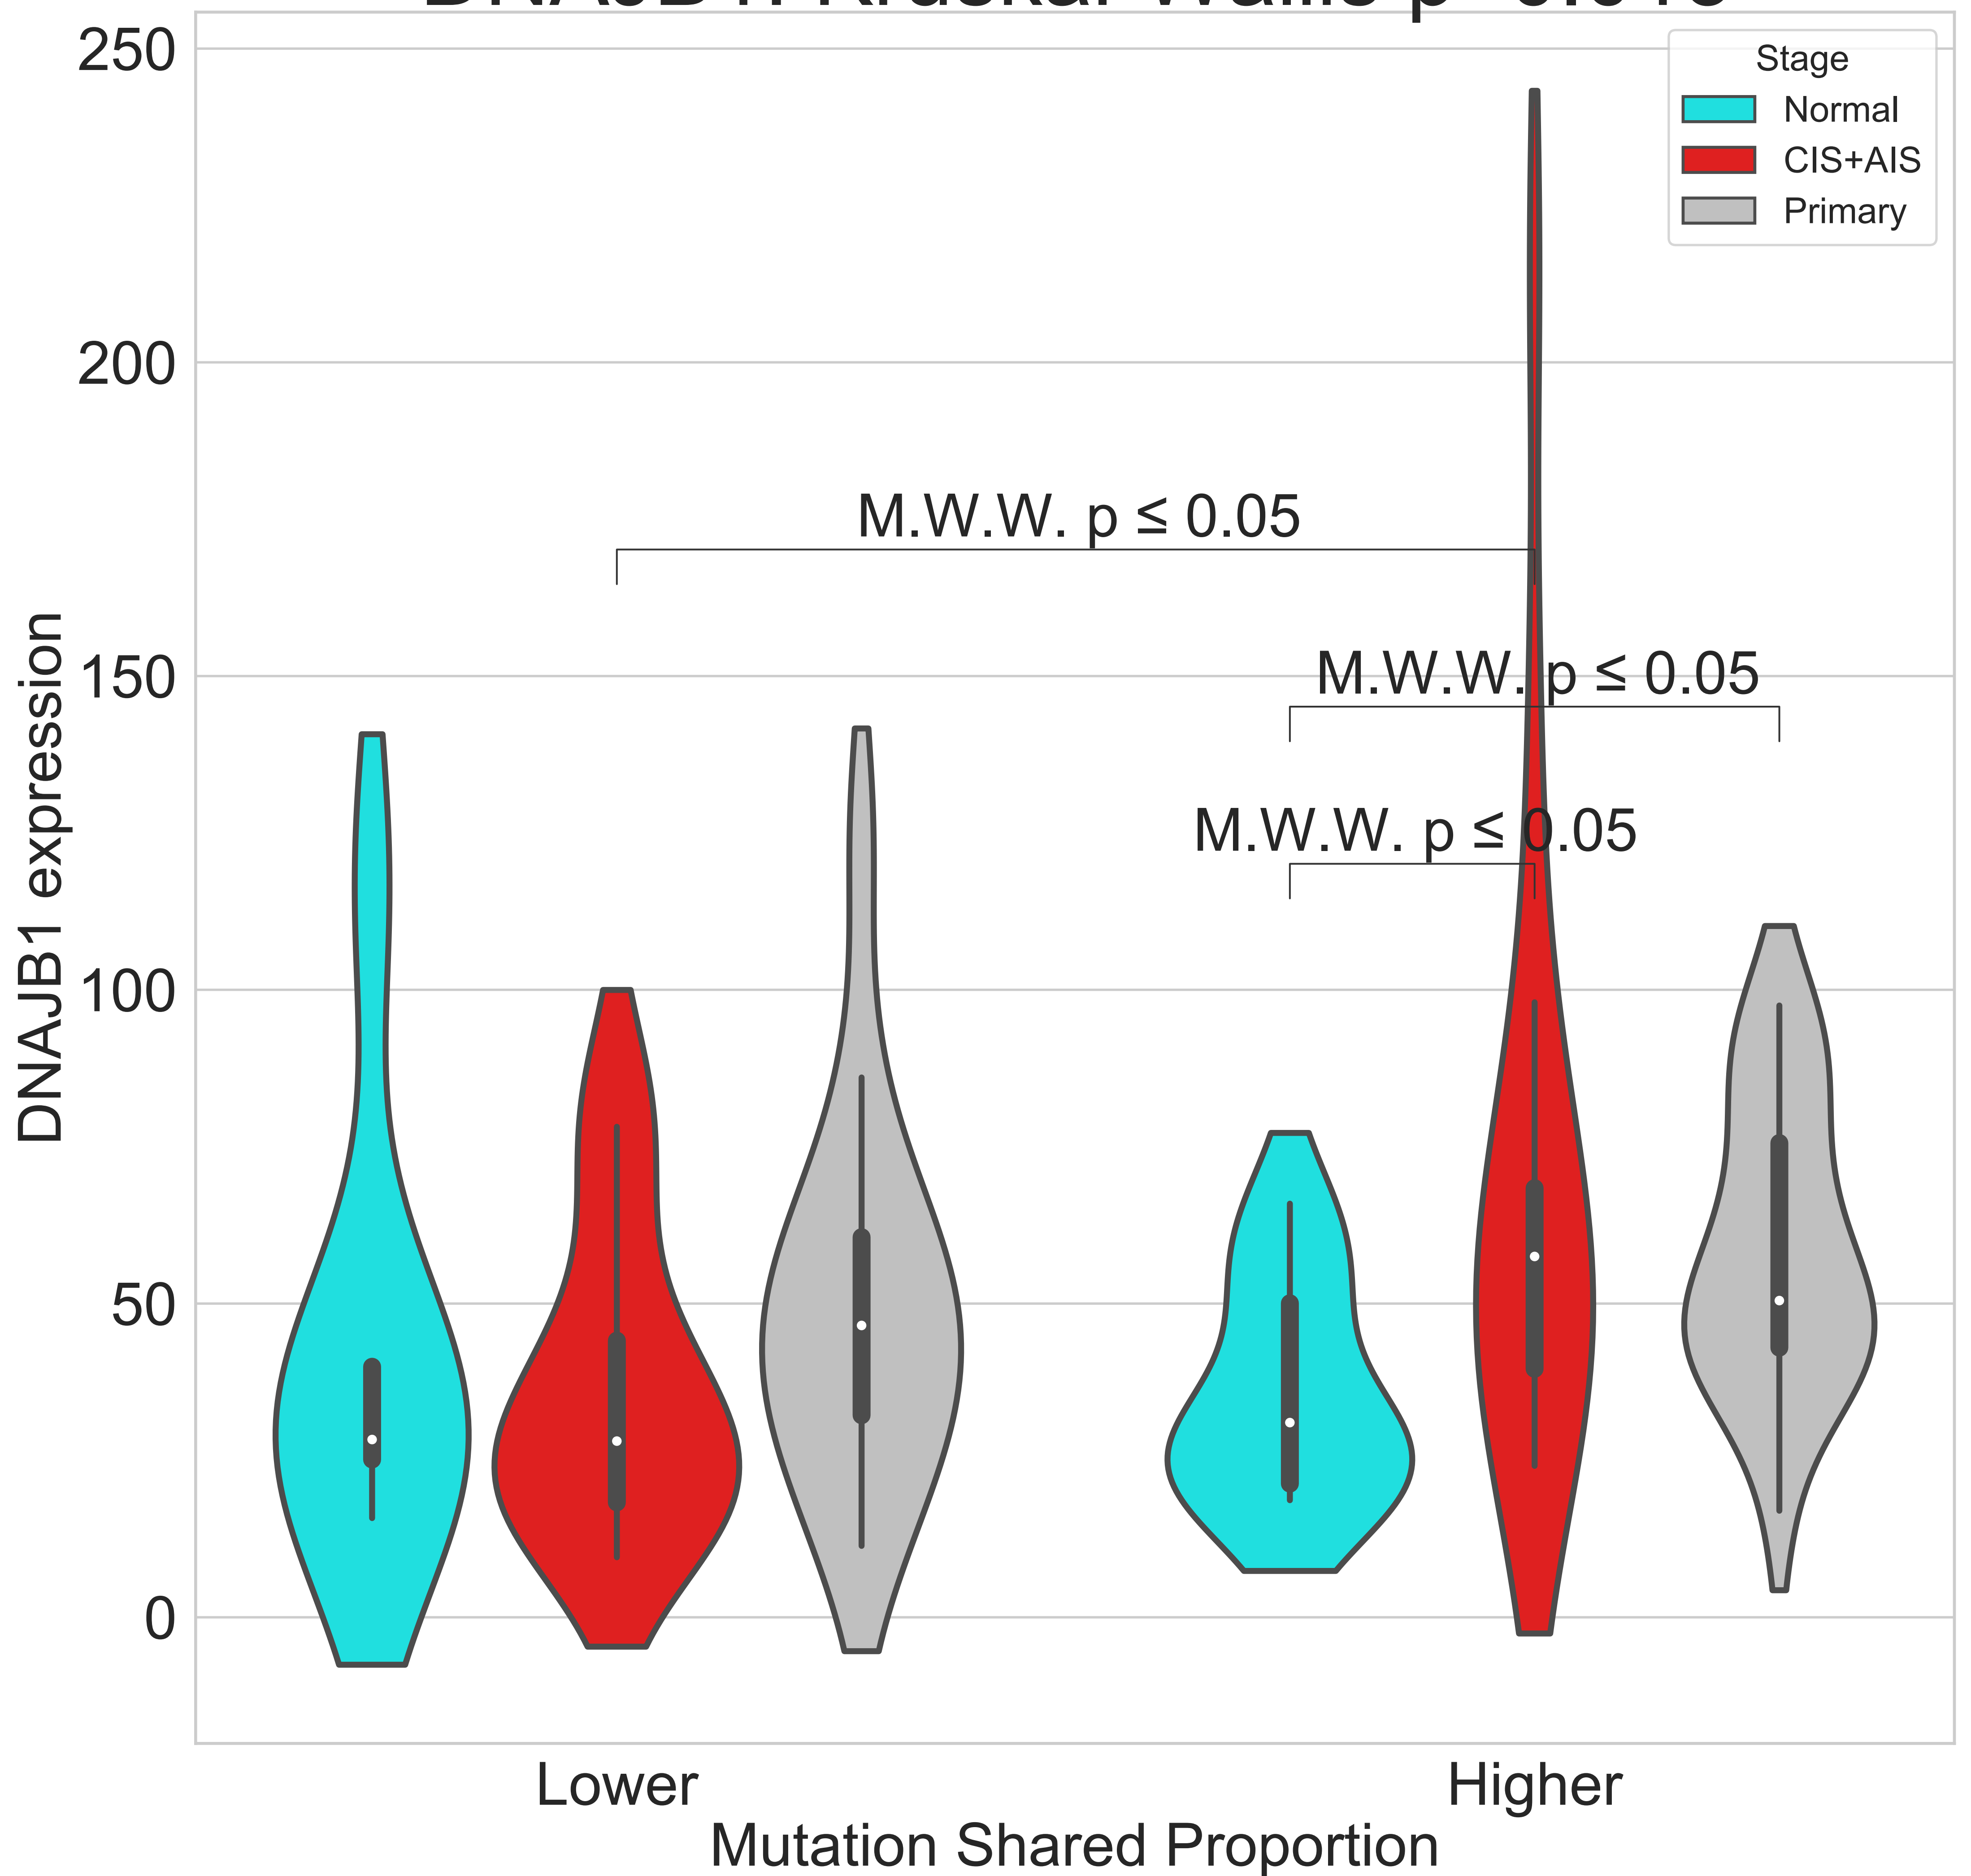 250
Stage
Normal
CIS+AIS
Primary
200
M.W.W. p ≤ 0.05
150
M.W.W. p ≤ 0.05
M.W.W. p ≤ 0.05
100
50
0
DNAJB1 expression
Lower
Higher
Mutation Shared Proportion